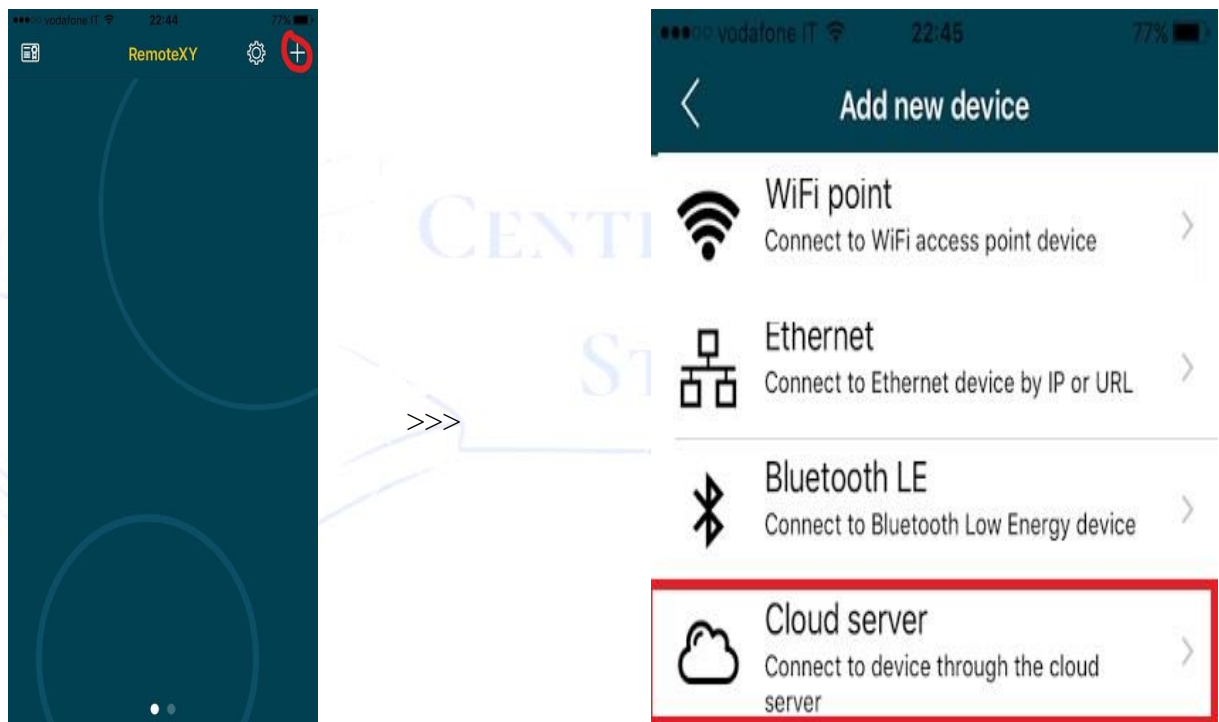 vodafone IT 22:44 77%
RemoteXY
>>>
CENT
ST
vodafone IT 22:45 77%
Add new device
WiFi point
Connect to WiFi access point device
Ethernet
Connect to Ethernet device by IP or URL
Bluetooth LE
Connect to Bluetooth Low Energy device
Cloud server
Connect to device through the cloud
server